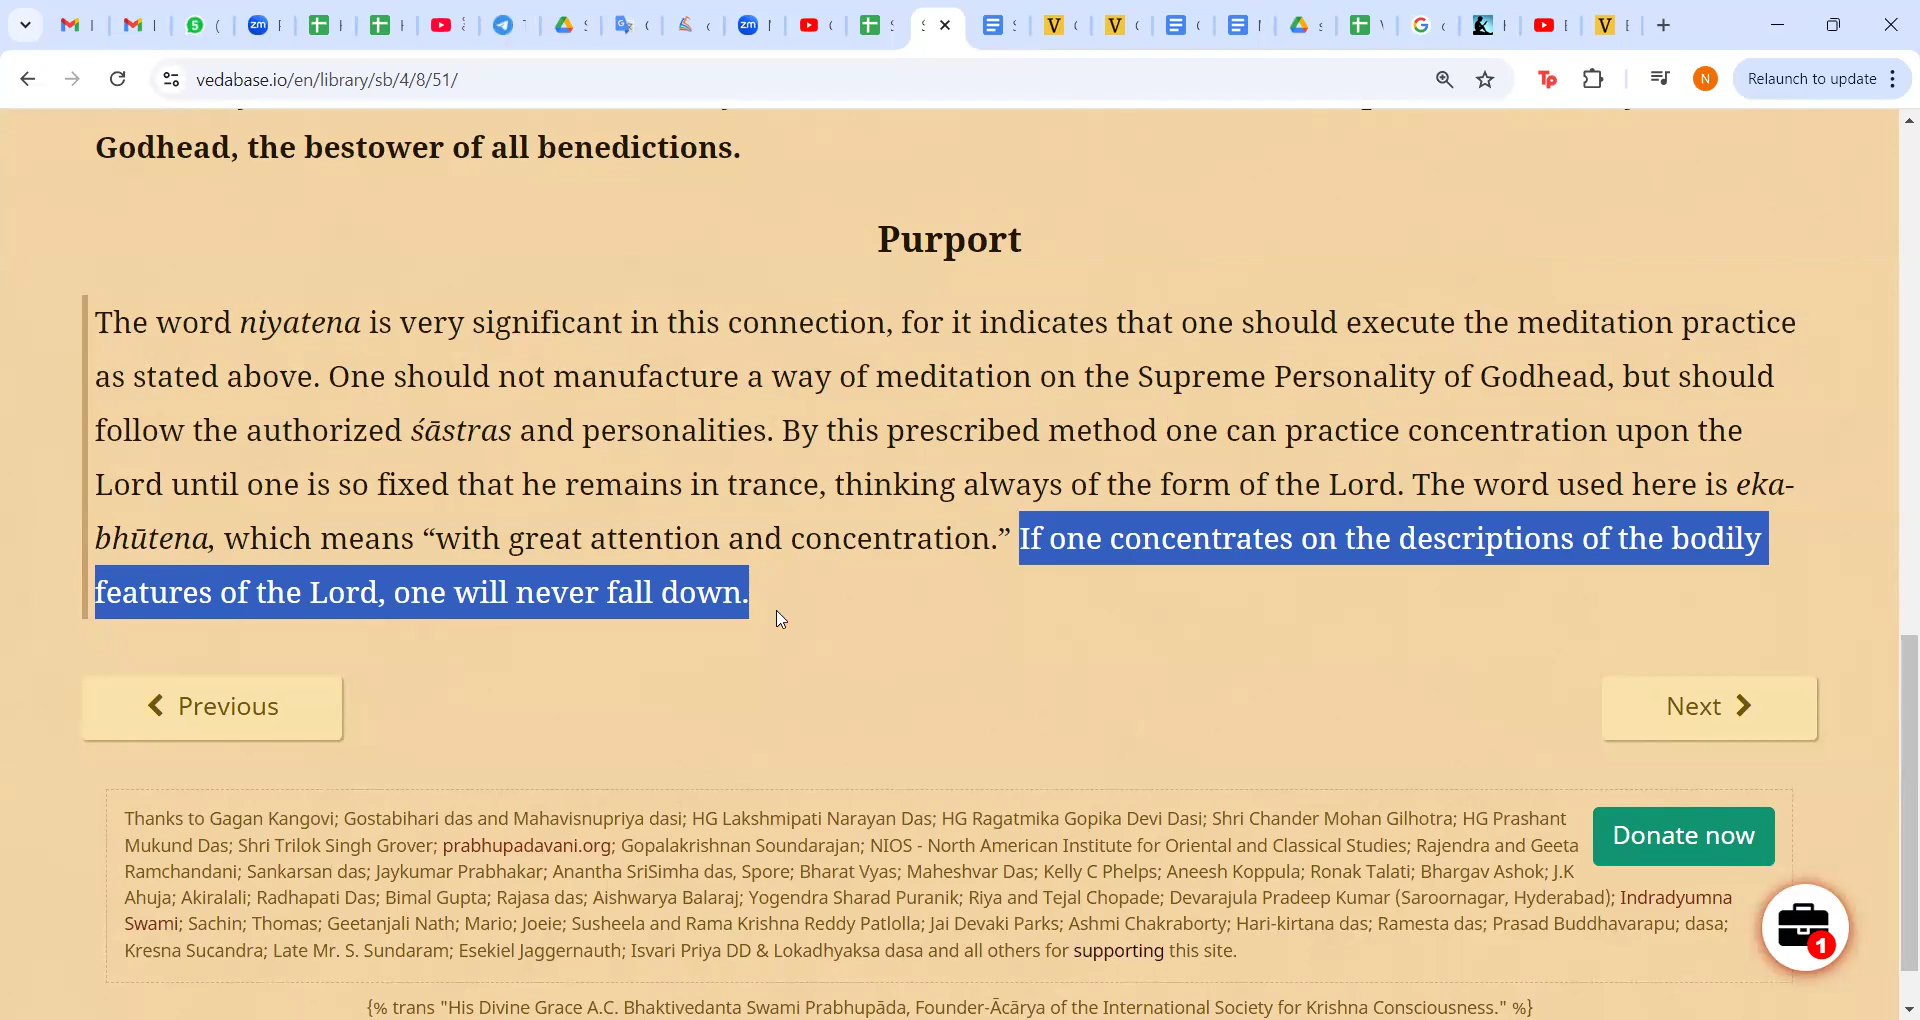 vedabase.io/en/library/sb/4/8/51/
Relaunch to update
Godhead, the bestower of all benedictions.
Purport
The word niyatena is very significant in this connection, for it indicates that one should execute the meditation practice
as stated above. One should not manufacture a way of meditation on the Supreme Personality of Godhead, but should
follow the authorized śāstras and personalities. By this prescribed method one can practice concentration upon the
Lord until one is so fixed that he remains in trance, thinking always of the form of the Lord. The word used here is eka-
bhūtena, which means “with great attention and concentration.” If one concentrates on the descriptions of the bodily
features of the Lord, one will never fall down.
Previous
Next
Thanks to Gagan Kangovi; Gostabihari das and Mahavisnupriya dasi; HG Lakshmipati Narayan Das; HG Ragatmika Gopika Devi Dasi; Shri Chander Mohan Gilhotra; HG Prashant
Mukund Das; Shri Trilok Singh Grover; prabhupadavani.org; Gopalakrishnan Soundarajan; NIOS - North American Institute for Oriental and Classical Studies; Rajendra and Geeta
Ramchandani; Sankarsan das; Jaykumar Prabhakar; Anantha SriSimha das, Spore; Bharat Vyas; Maheshvar Das; Kelly C Phelps; Aneesh Koppula; Ronak Talati; Bhargav Ashok; J.K
Ahuja; Akiralali; Radhapati Das; Bimal Gupta; Rajasa das; Aishwarya Balaraj; Yogendra Sharad Puranik; Riya and Tejal Chopade; Devarajula Pradeep Kumar (Saroornagar, Hyderabad); Indradyumna
Swami; Sachin; Thomas; Geetanjali Nath; Mario; Joeie; Susheela and Rama Krishna Reddy Patlolla; Jai Devaki Parks; Ashmi Chakraborty; Hari-kirtana das; Ramesta das; Prasad Buddhavarapu; dasa;
Kresna Sucandra; Late Mr. S. Sundaram; Esekiel Jaggernauth; Isvari Priya DD & Lokadhyaksa dasa and all others for supporting this site.
Donate now
1
{% trans "His Divine Grace A.C. Bhaktivedanta Swami Prabhupāda, Founder-Ācārya of the International Society for Krishna Consciousness." %}